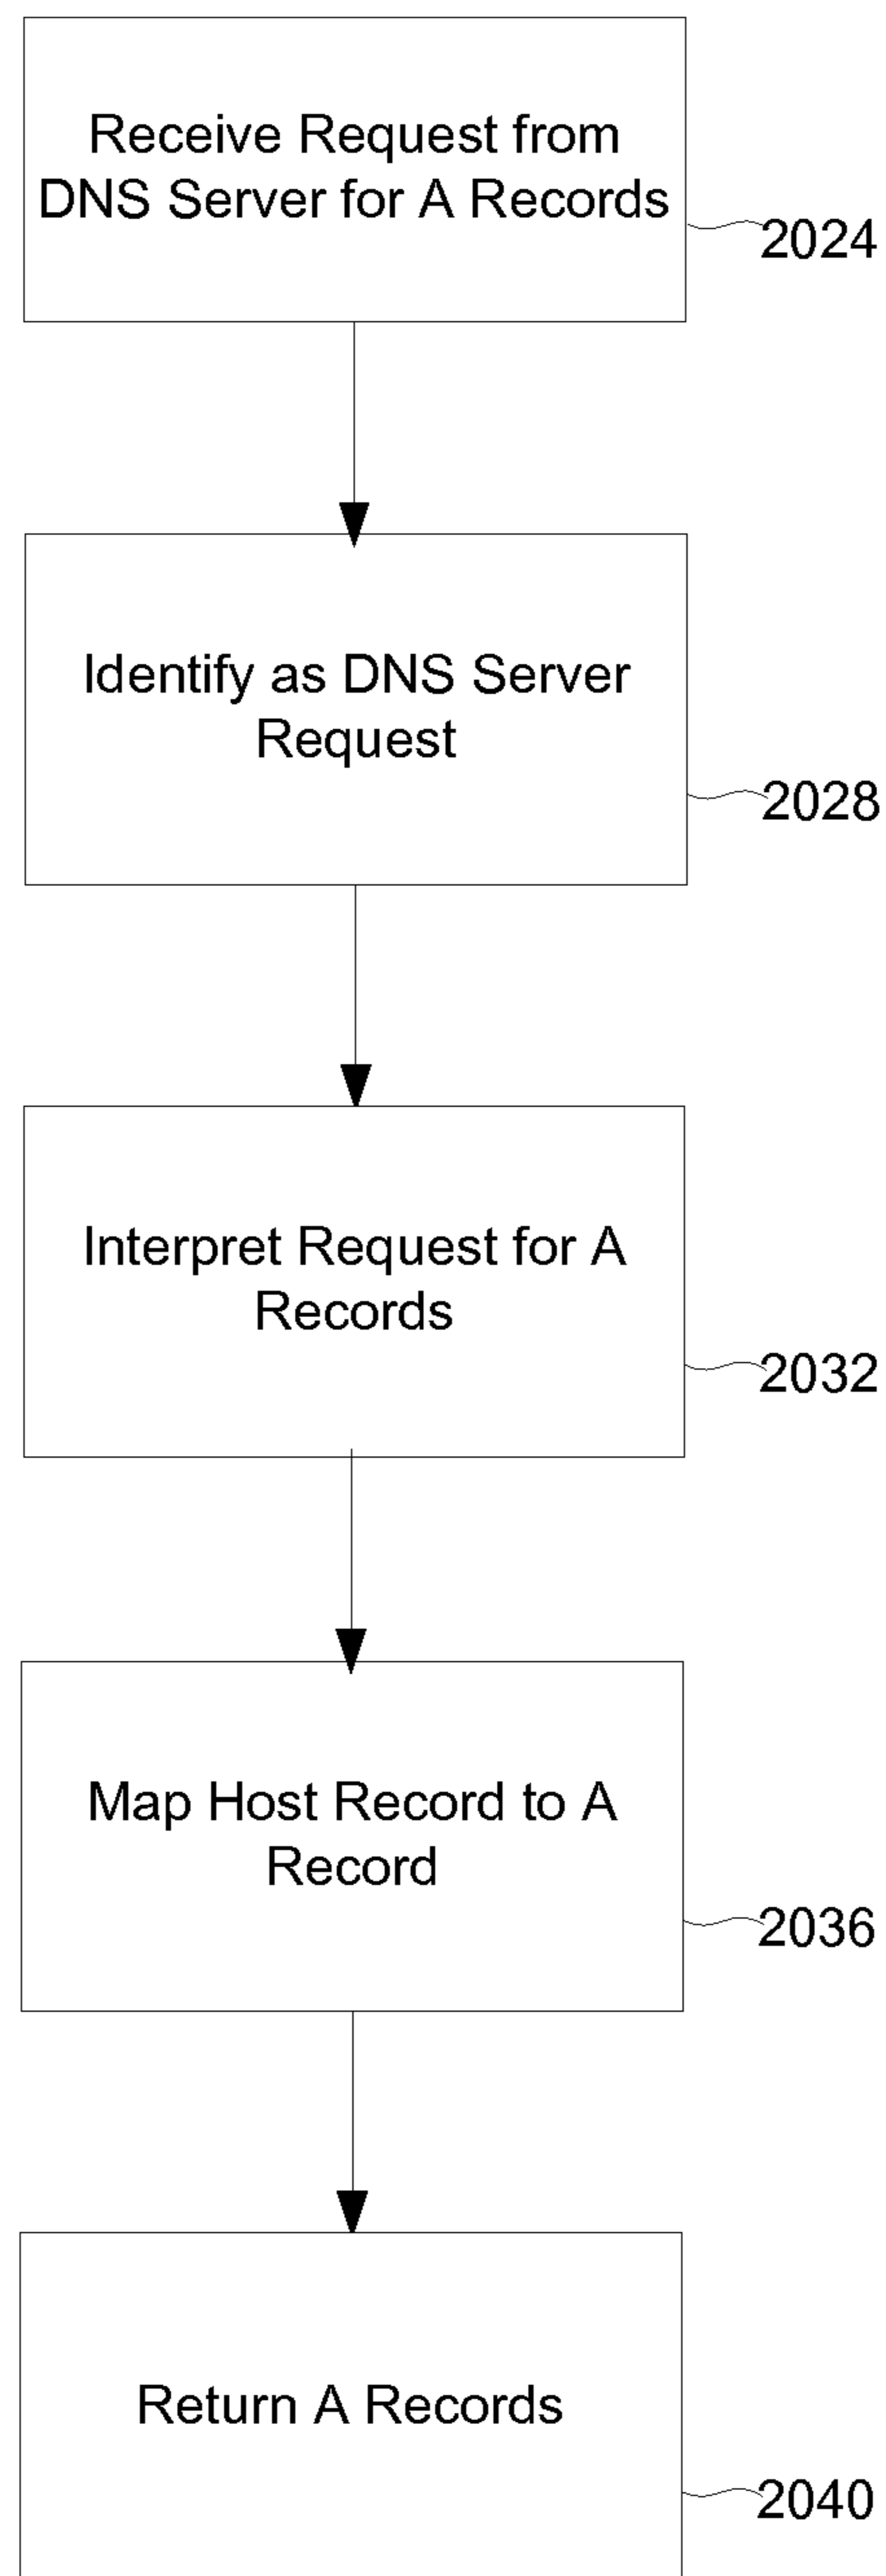 Receive Request from
DNS Server for A Records
2024
Identify as DNS Server
Request
2028
Interpret Request for A
Records
2032
Map Host Record to A
Record
2036
Return A Records
2040